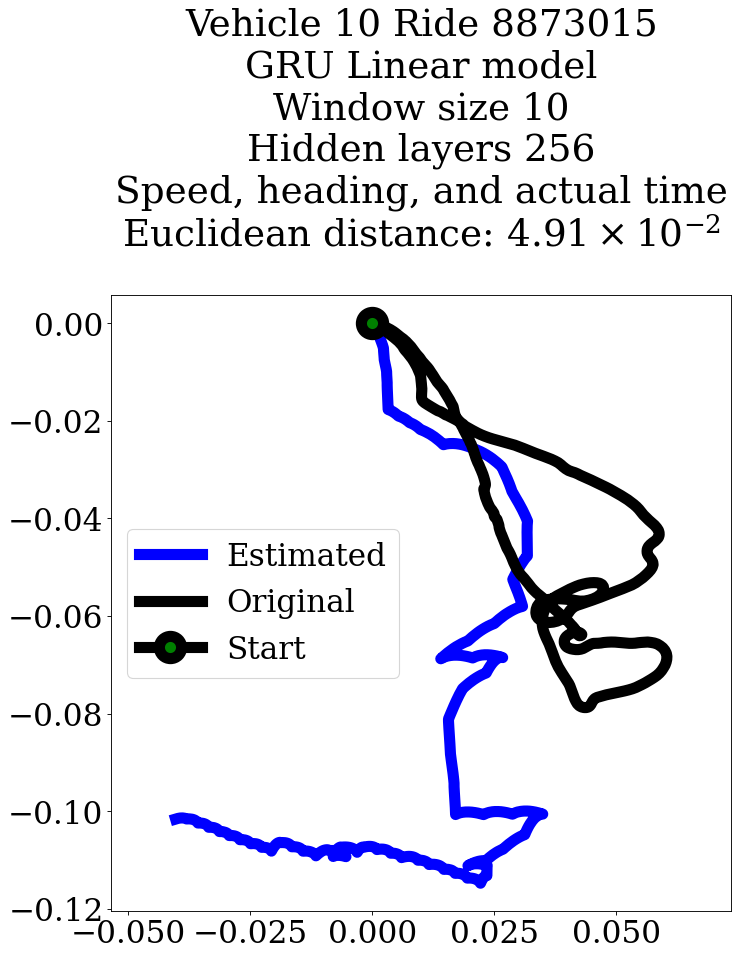 Vehicle 10 Ride 8873015
GRU Linear model
Window size 10
Hidden layers 256
Speed, heading, and actual time
Euclidean distance: 4.91 × 10⁻²
0.00
−0.02
−0.04
−0.06
−0.08
−0.10
−0.12
Estimated
Original
Start
−0.050 −0.025 0.000 0.025 0.050